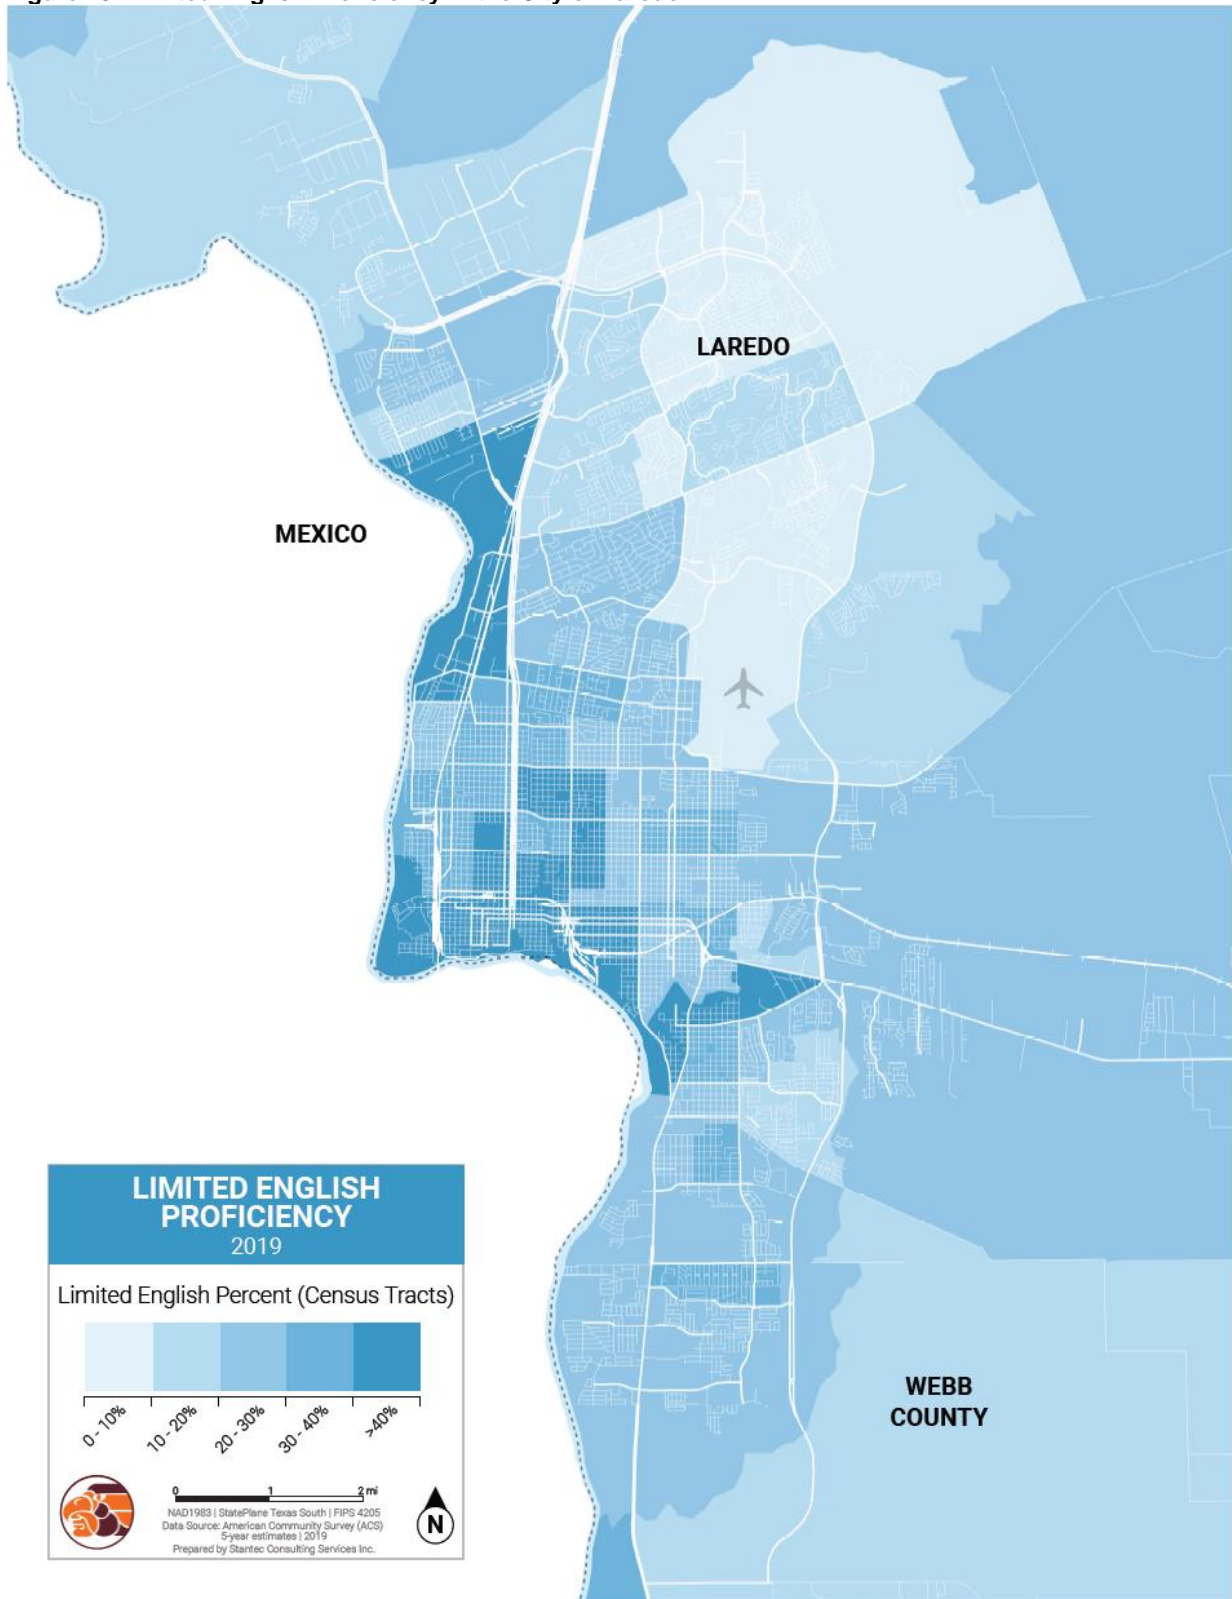 LAREDO
MEXICO
LIMITED ENGLISH
PROFICIENCY
2019
Limited English Percent (Census Tracts)
0 - 10%
10 - 20%
20 - 30%
30 - 40%
>40%
0 1 2 mi
NAD1983 | StatePlane Texas South | FIPS 4205
Data Source: American Community Survey (ACS)
5-year estimates | 2019
Prepared by Stantec Consulting Services Inc.
N
WEBB
COUNTY